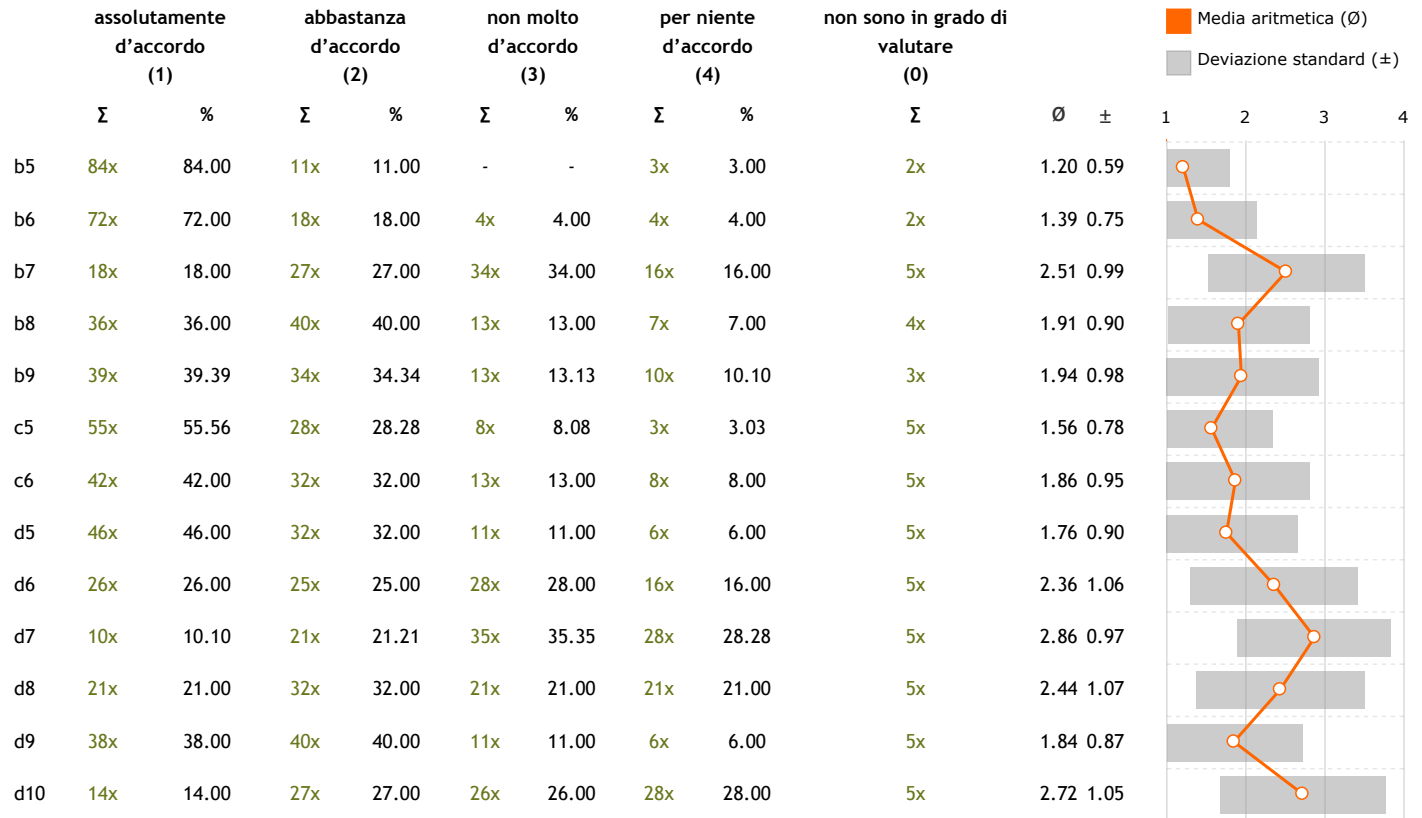 assolutamente d’accordo (1) abbastanza d’accordo (2) non molto d’accordo (3) per niente d’accordo (4) non sono in grado di valutare (0)
Media aritmetica (Ø)
Deviazione standard (±)
Σ % Σ % Σ % Σ % Σ Ø ± 1 2 3 4
b5 84x 84.00 11x 11.00 - - 3x 3.00 2x 1.20 0.59
b6 72x 72.00 18x 18.00 4x 4.00 4x 4.00 2x 1.39 0.75
b7 18x 18.00 27x 27.00 34x 34.00 16x 16.00 5x 2.51 0.99
b8 36x 36.00 40x 40.00 13x 13.00 7x 7.00 4x 1.91 0.90
b9 39x 39.39 34x 34.34 13x 13.13 10x 10.10 3x 1.94 0.98
c5 55x 55.56 28x 28.28 8x 8.08 3x 3.03 5x 1.56 0.78
c6 42x 42.00 32x 32.00 13x 13.00 8x 8.00 5x 1.86 0.95
d5 46x 46.00 32x 32.00 11x 11.00 6x 6.00 5x 1.76 0.90
d6 26x 26.00 25x 25.00 28x 28.00 16x 16.00 5x 2.36 1.06
d7 10x 10.10 21x 21.21 35x 35.35 28x 28.28 5x 2.86 0.97
d8 21x 21.00 32x 32.00 21x 21.00 21x 21.00 5x 2.44 1.07
d9 38x 38.00 40x 40.00 11x 11.00 6x 6.00 5x 1.84 0.87
d10 14x 14.00 27x 27.00 26x 26.00 28x 28.00 5x 2.72 1.05